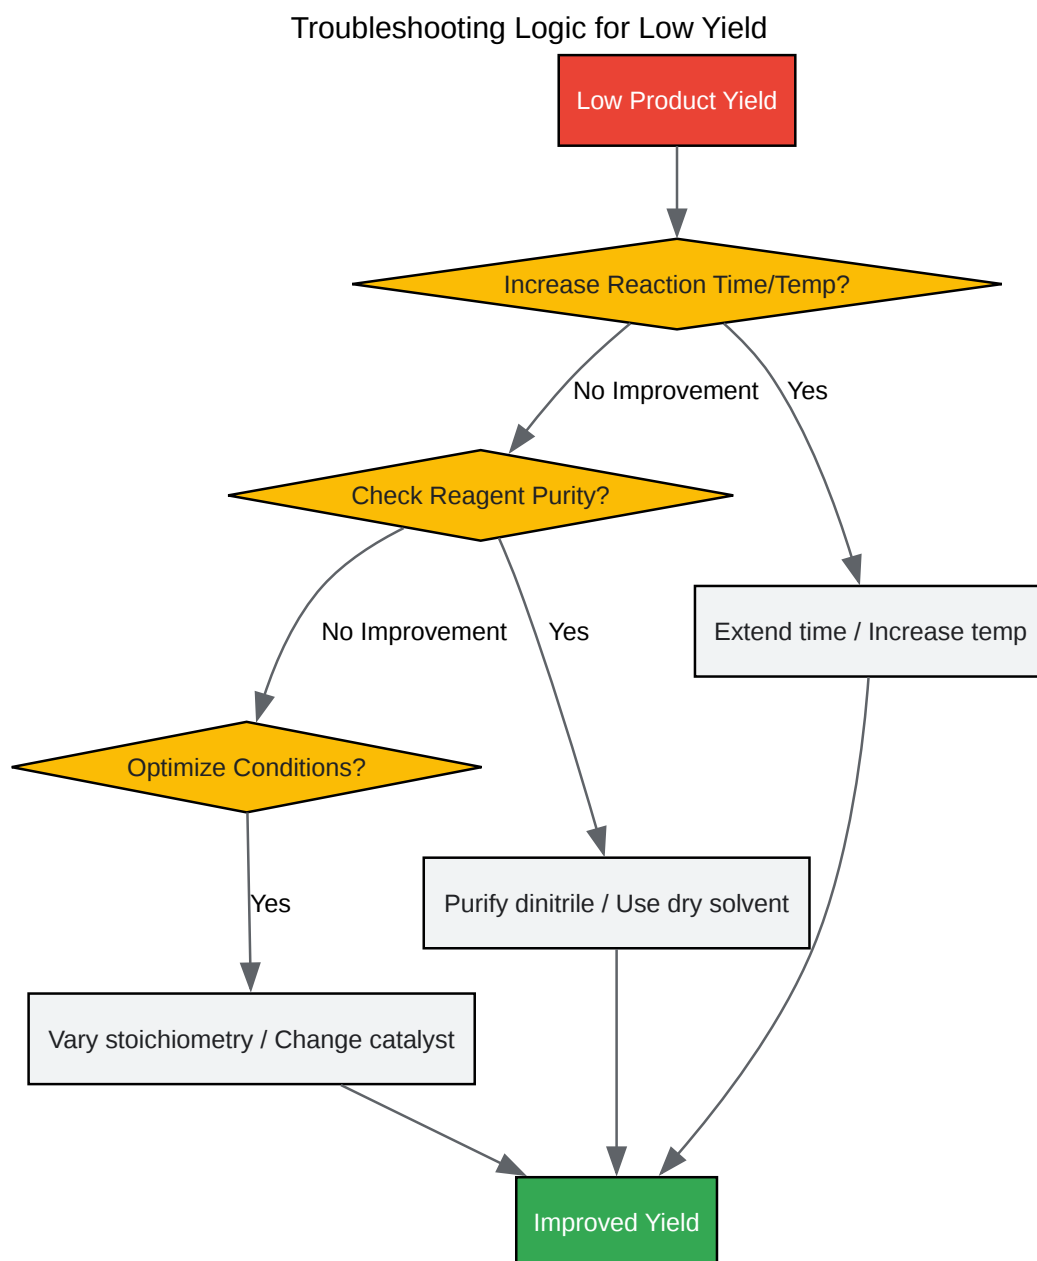 Troubleshooting Logic for Low Yield
Low Product Yield
Increase Reaction Time/Temp?
No Improvement
Yes
Check Reagent Purity?
Extend time / Increase temp
No Improvement
Yes
Optimize Conditions?
Yes
Purify dinitrile / Use dry solvent
Vary stoichiometry / Change catalyst
Improved Yield